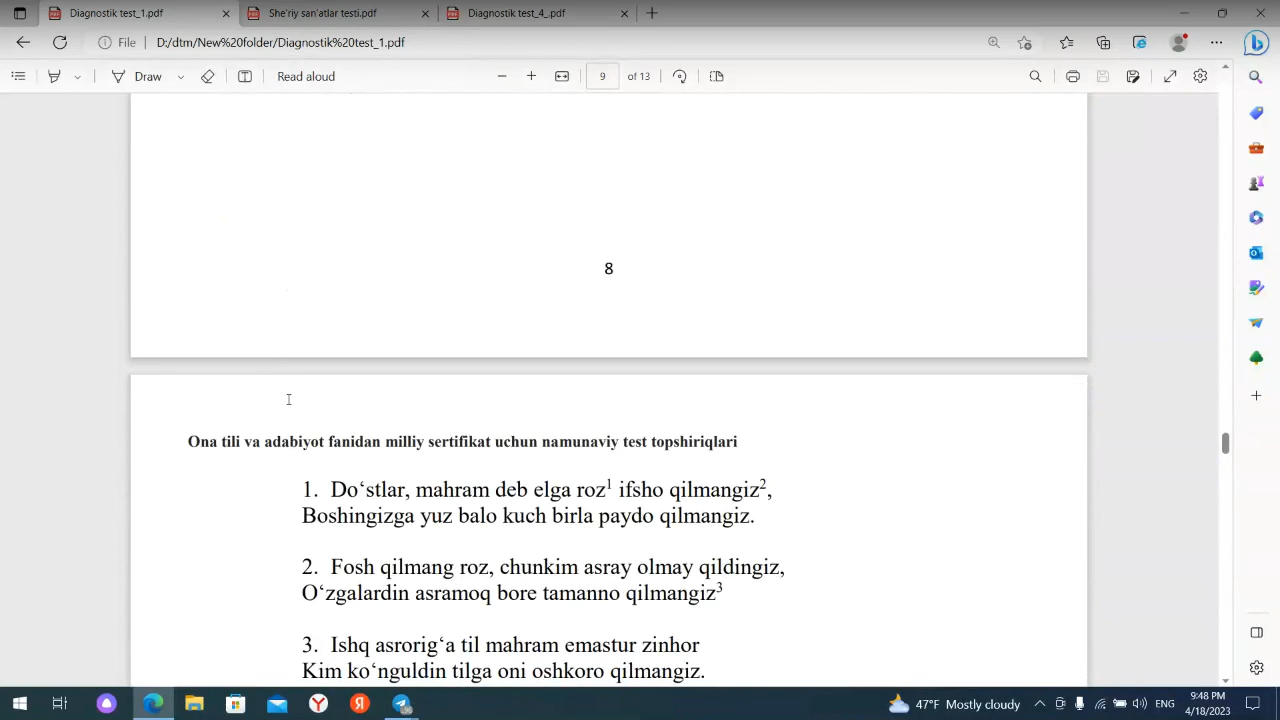 Diagnostik test_1.pdf
She'riy san'atlar testi.pdf
Diagnostik test_4_.pdf
File
D:/dtm/New%20folder/Diagnostik%20test_1.pdf
Draw
Read aloud
9 of 13
8
Ona tili va adabiyot fanidan milliy sertifikat uchun namunaviy test topshiriqlari
1. Do‘stlar, mahram deb elga roz¹ ifsho qilmangiz²,
Boshingizga yuz balo kuch birla paydo qilmangiz.
2. Fosh qilmang roz, chunkim asray olmay qildingiz,
O‘zgalardin asramoq bore tamanno qilmangiz³
3. Ishq asrorig‘a til mahram emastur zinhor
Kim ko‘nguldin tilga oni oshkoro qilmangiz.
47°F Mostly cloudy
ENG
9:48 PM
4/18/2023